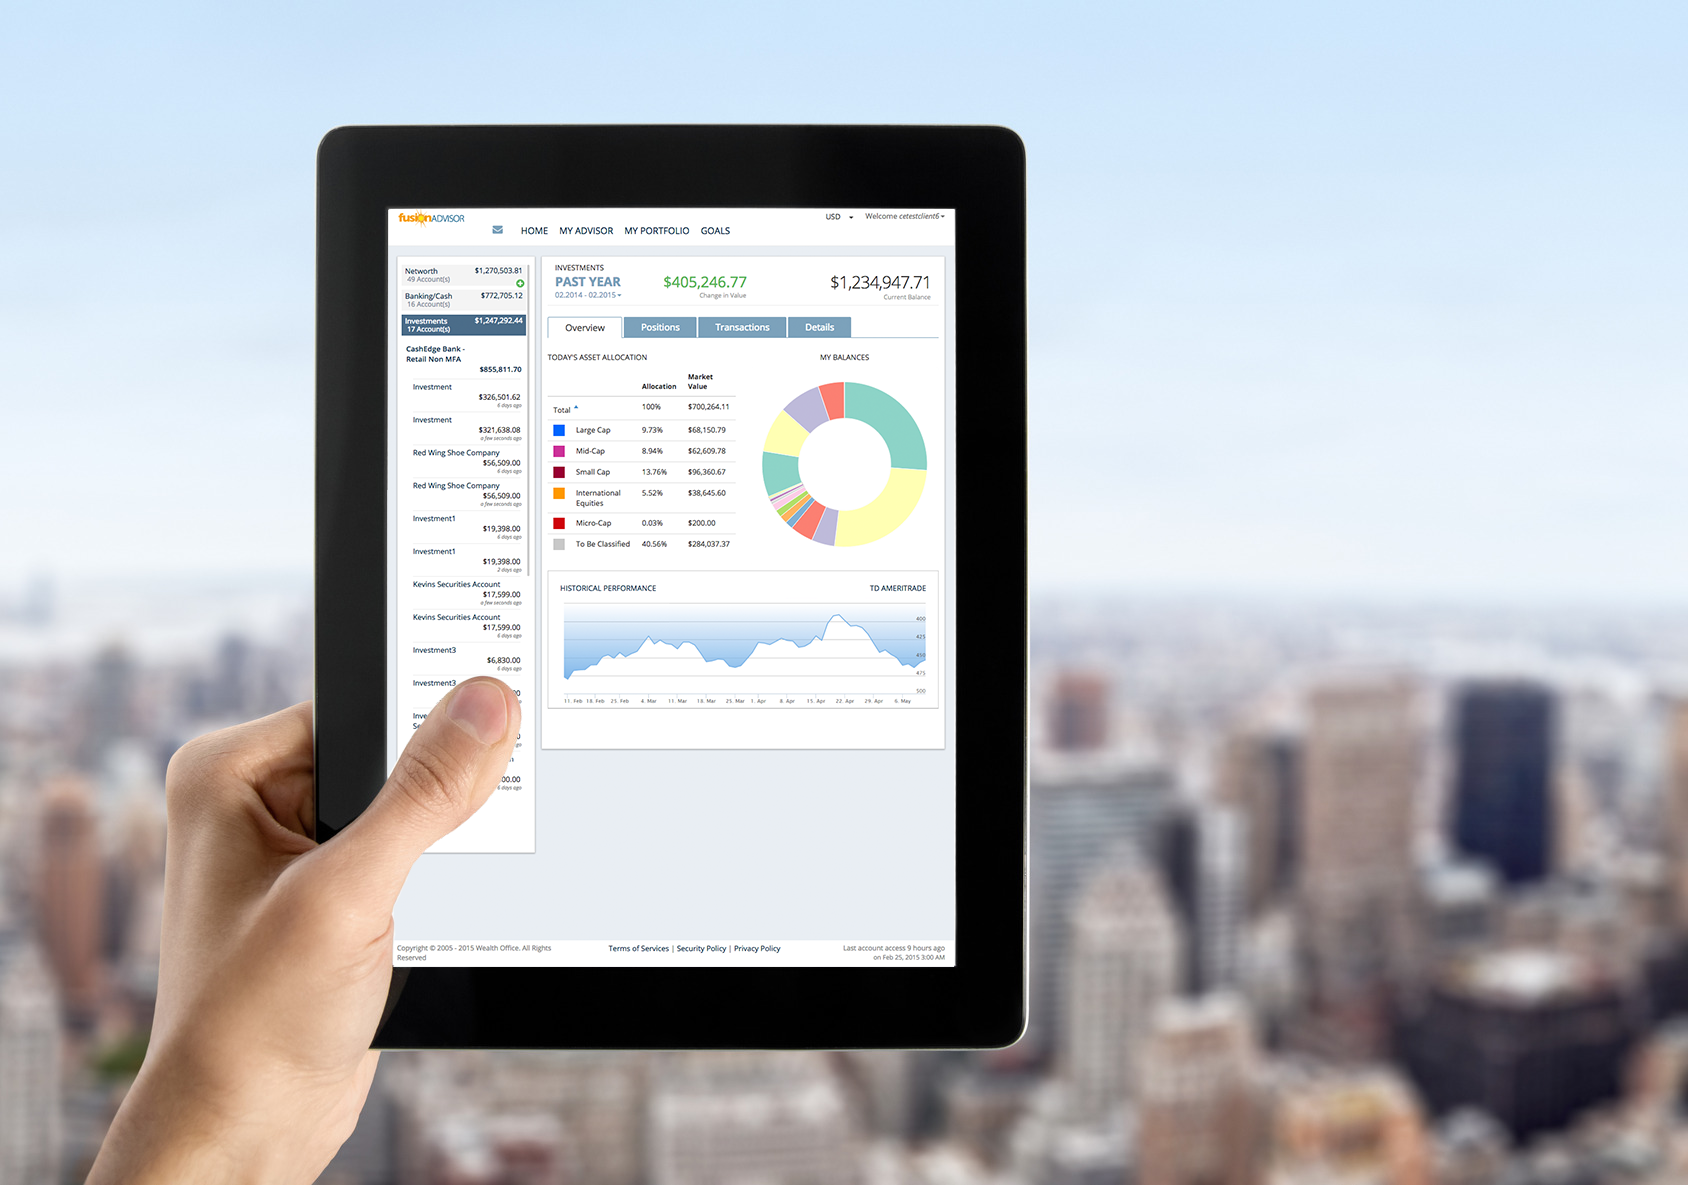 fusionADVISOR
USD
Welcome cetestclient6
HOME MY ADVISOR MY PORTFOLIO GOALS
Networth $1,270,503.81
49 Account(s)
Banking/Cash $772,705.12
16 Account(s)
Investments $1,247,292.44
17 Account(s)
CashEdge Bank -
Retail Non MFA
$855,811.70
Investment
$326,501.62
6 days ago
Investment
$321,638.08
a few seconds ago
Red Wing Shoe Company
$56,509.00
6 days ago
Red Wing Shoe Company
$56,509.00
a few seconds ago
Investment1
$19,398.00
6 days ago
Investment1
$19,398.00
2 days ago
Kevins Securities Account
$17,599.00
a few seconds ago
Kevins Securities Account
$17,599.00
6 days ago
Investment3
$6,830.00
6 days ago
Investment3
00.00
6 days ago
INVESTMENTS
PAST YEAR
02.2014 - 02.2015
$405,246.77
Change in Value
$1,234,947.71
Current Balance
Overview Positions Transactions Details
TODAY'S ASSET ALLOCATION
Allocation Market Value
Total 100% $700,264.11
Large Cap 9.73% $68,150.79
Mid-Cap 8.94% $62,609.78
Small Cap 13.76% $96,360.67
International Equities 5.52% $38,645.60
Micro-Cap 0.03% $200.00
To Be Classified 40.56% $284,037.37
MY BALANCES
HISTORICAL PERFORMANCE
TD AMERITRADE
400
425
450
475
500
11. Feb 18. Feb 25. Feb 4. Mar 11. Mar 18. Mar 25. Mar 1. Apr 8. Apr 15. Apr 22. Apr 29. Apr 6. May
Copyright © 2005 - 2015 Wealth Office. All Rights
Reserved
Terms of Services | Security Policy | Privacy Policy
Last account access 9 hours ago
on Feb 25, 2015 3:00 AM